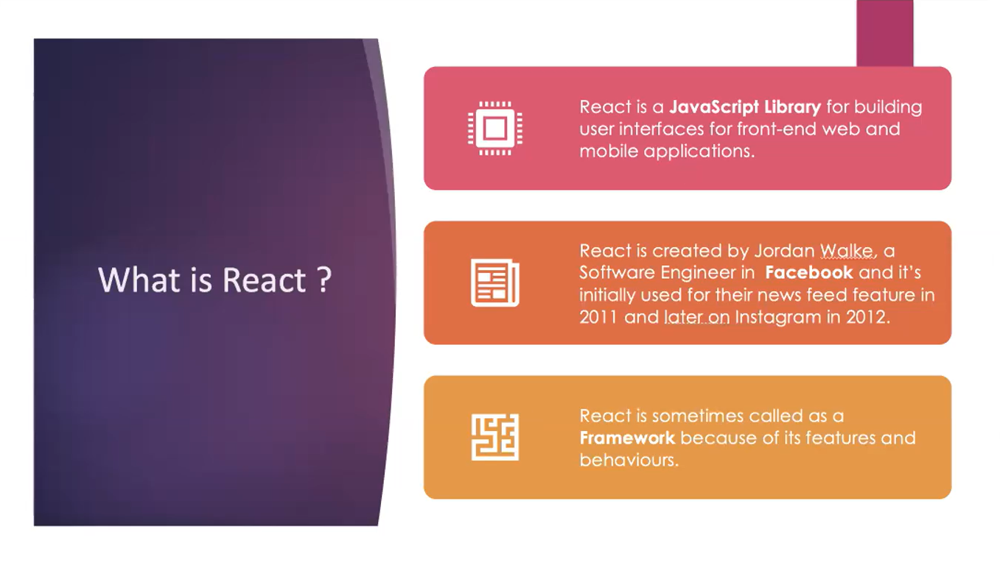 What is React ?
React is a JavaScript Library for building
user interfaces for front-end web and
mobile applications.
React is created by Jordan Walke, a
Software Engineer in  Facebook and it’s
initially used for their news feed feature in
2011 and later on Instagram in 2012.
React is sometimes called as a
Framework because of its features and
behaviours.